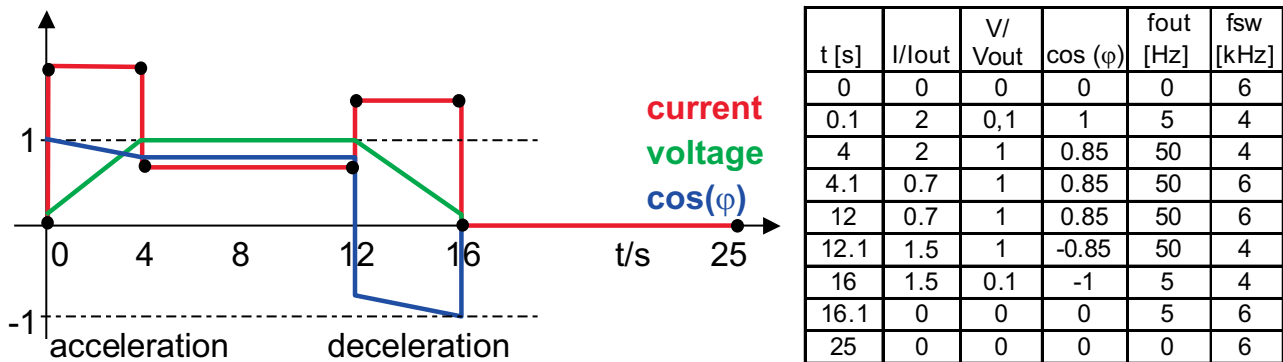 1
-1
current
voltage
cos(φ)
0 4 8 12 16 t/s 25
acceleration deceleration
t [s] I/Iout V/Vout cos (φ) fout [Hz] fsw [kHz]
0 0 0 0 0 6
0.1 2 0,1 1 5 4
4 2 1 0.85 50 4
4.1 0.7 1 0.85 50 6
12 0.7 1 0.85 50 6
12.1 1.5 1 -0.85 50 4
16 1.5 0.1 -1 5 4
16.1 0 0 0 5 6
25 0 0 0 0 6